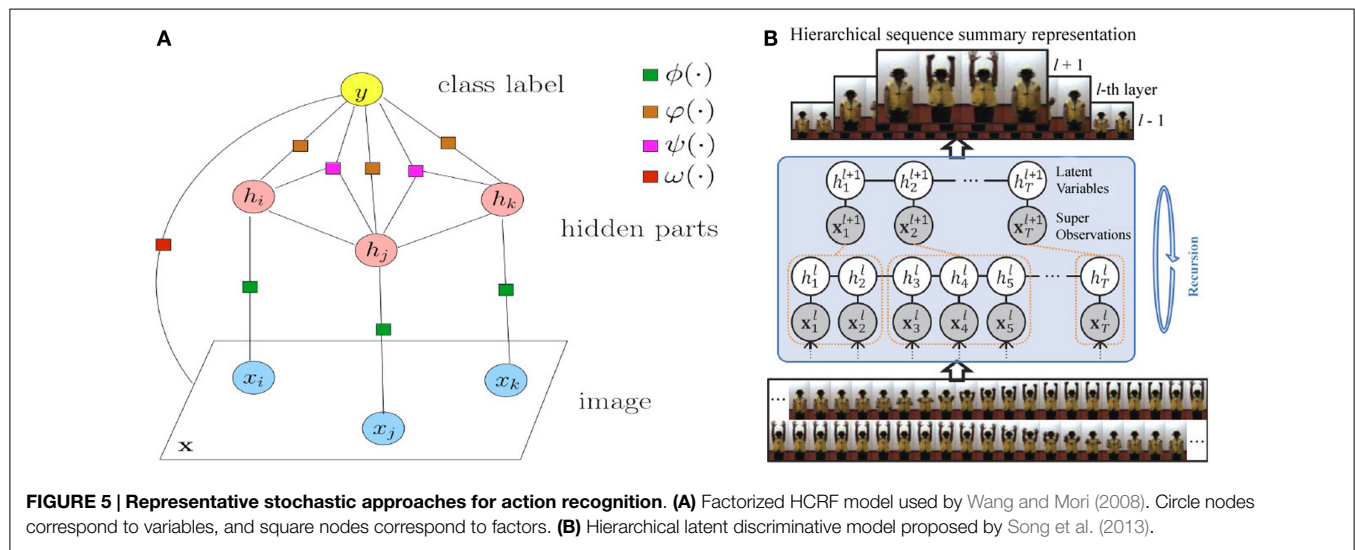 A
class label
y
ϕ(·)
φ(·)
ψ(·)
ω(·)
h_i
h_k
h_j
hidden parts
x_i
x_k
x_j
image
x
B
Hierarchical sequence summary representation
l + 1
l-th layer
l - 1
h_1^{l+1} h_2^{l+1} ... h_T^{l+1} Latent
Variables
x_1^{l+1} x_2^{l+1} x_T^{l+1} Super
Observations
h_1^l h_2^l h_3^l h_4^l h_5^l ... h_T^l
x_1^l x_2^l x_3^l x_4^l x_5^l x_T^l
Recursion
...
...
FIGURE 5 | Representative stochastic approaches for action recognition. (A) Factorized HCRF model used by Wang and Mori (2008). Circle nodes
correspond to variables, and square nodes correspond to factors. (B) Hierarchical latent discriminative model proposed by Song et al. (2013).